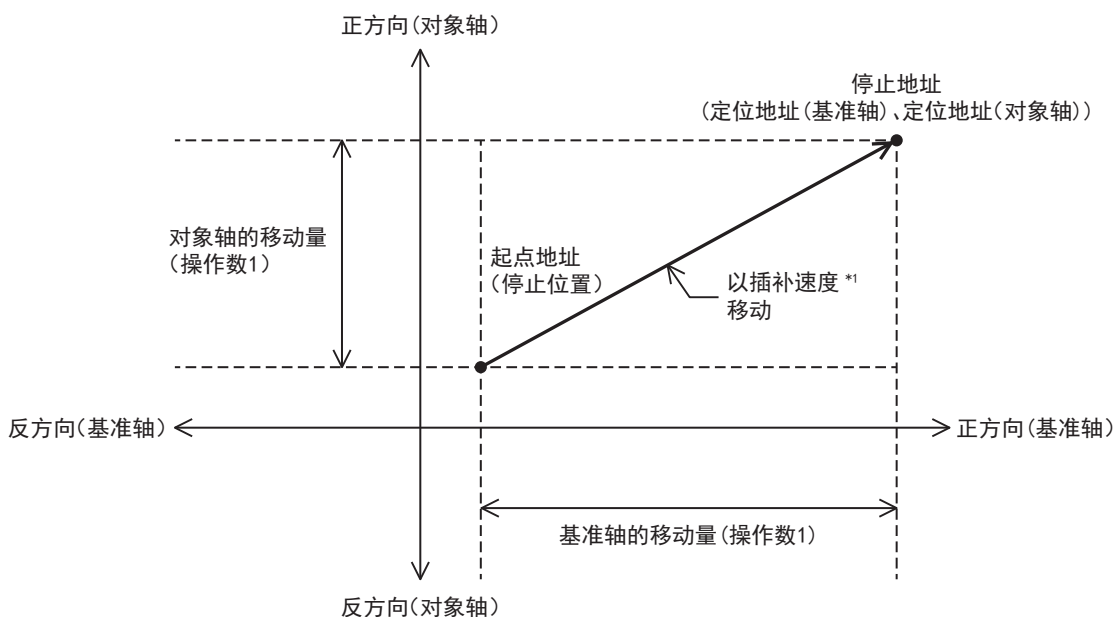 正方向(对象轴)
停止地址
(定位地址(基准轴)、定位地址(对象轴))
对象轴的移动量
(操作数1)
起点地址
(停止位置)
以插补速度 *1
移动
反方向(基准轴)
正方向(基准轴)
基准轴的移动量(操作数1)
反方向(对象轴)